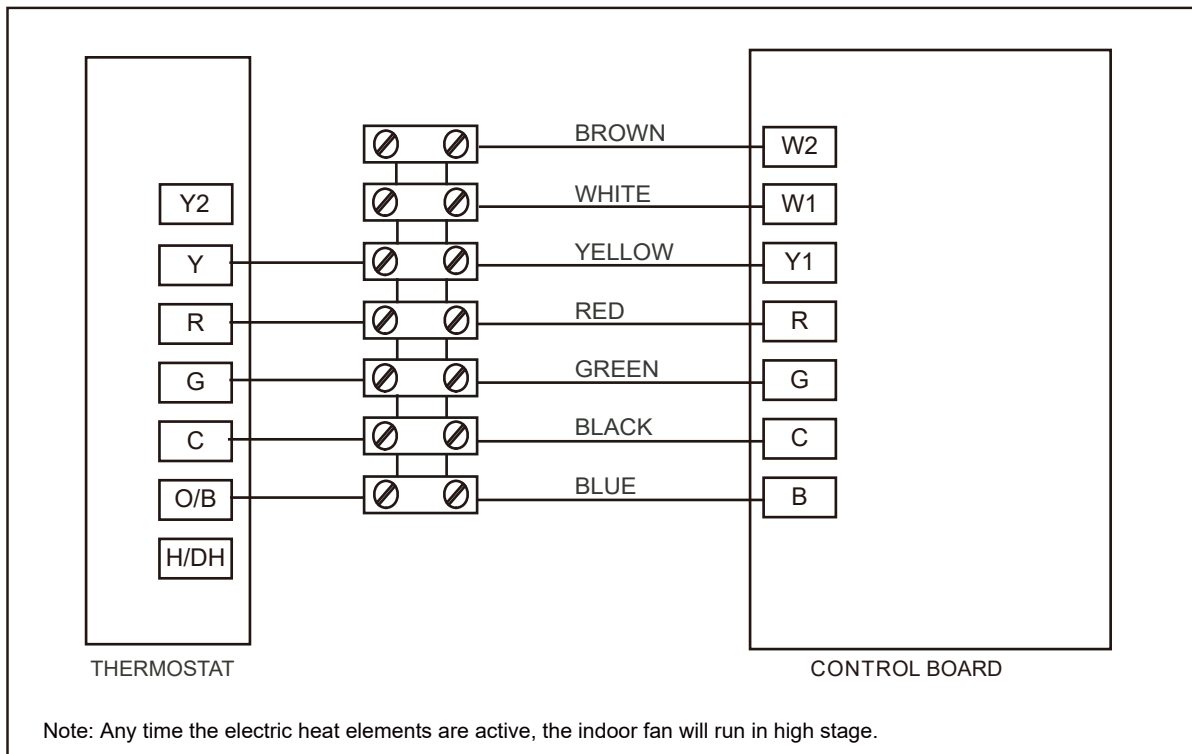 BROWN
W2
WHITE
Y2
W1
YELLOW
Y
Y1
RED
R
R
GREEN
G
G
BLACK
C
C
BLUE
O/B
B
H/DH
THERMOSTAT
CONTROL BOARD
Note: Any time the electric heat elements are active, the indoor fan will run in high stage.